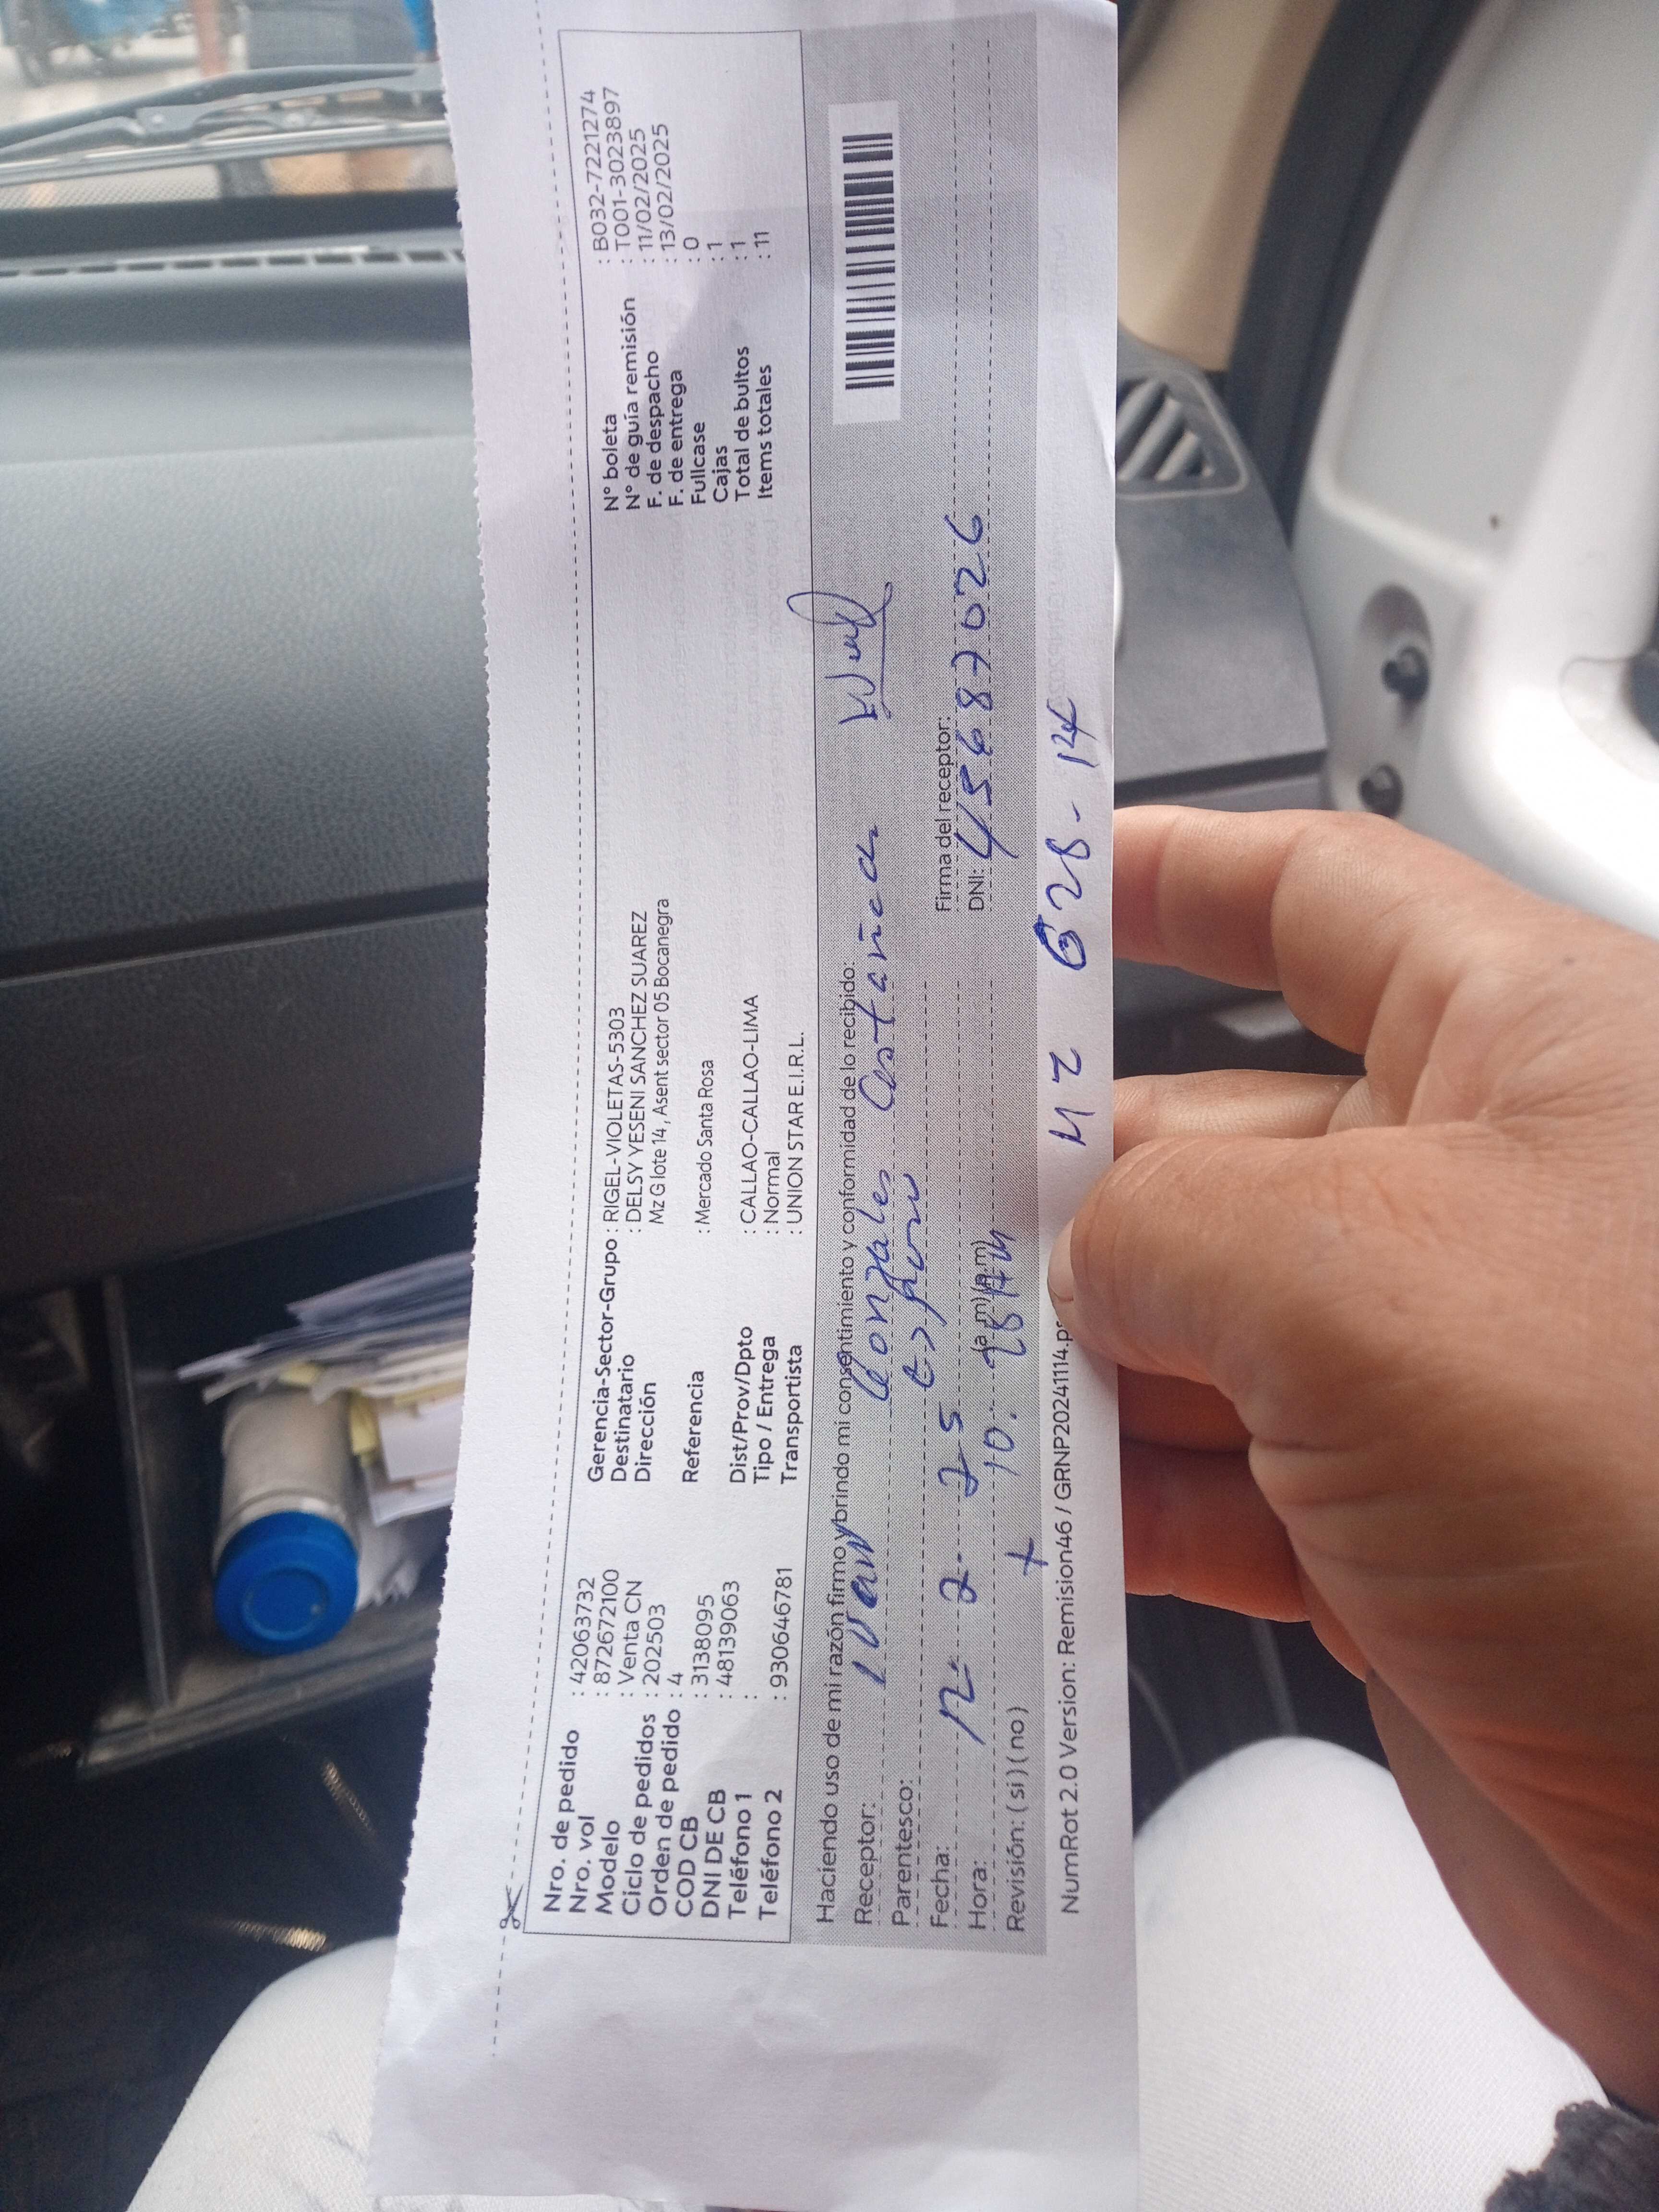 Nro. de pedido : 42063732
Nro. vol : 872672100
Modelo : Venta CN
Ciclo de pedidos : 202503
Orden de pedido : 4
COD CB : 3138095
DNI DE CB : 48139063
Teléfono 1 :
Teléfono 2 : 930646781
Gerencia-Sector-Grupo : RIGEL-VIOLETAS-5303
Destinatario : DELSY YESENI SANCHEZ SUAREZ
Dirección Mz G lote 14 , Asent sector 05 Bocanegra
Referencia : Mercado Santa Rosa
Dist/Prov/Dpto : CALLAO-CALLAO-LIMA
Tipo / Entrega : Normal
Transportista : UNION STAR E.I.R.L.
N° boleta : B032-7221274
N° de guía remisión : T001-3023897
F. de despacho : 11/02/2025
F. de entrega : 13/02/2025
Fullcase : 0
Cajas : 1
Total de bultos : 1
Items totales : 11
Haciendo uso de mi razón firmo y brindo mi consentimiento y conformidad de lo recibido:
Receptor: Ivan Gonzales Costa
Parentesco: Esposo
Fecha: 12- 2- 25
Firma del receptor:
Hora: 10. (a.m) (p.m)
DNI: 45687026
Revisión: ( si ) ( no )
NumRot 2.0 Version: Remision46 / GRNP20241114.p
MZ G 28- 14